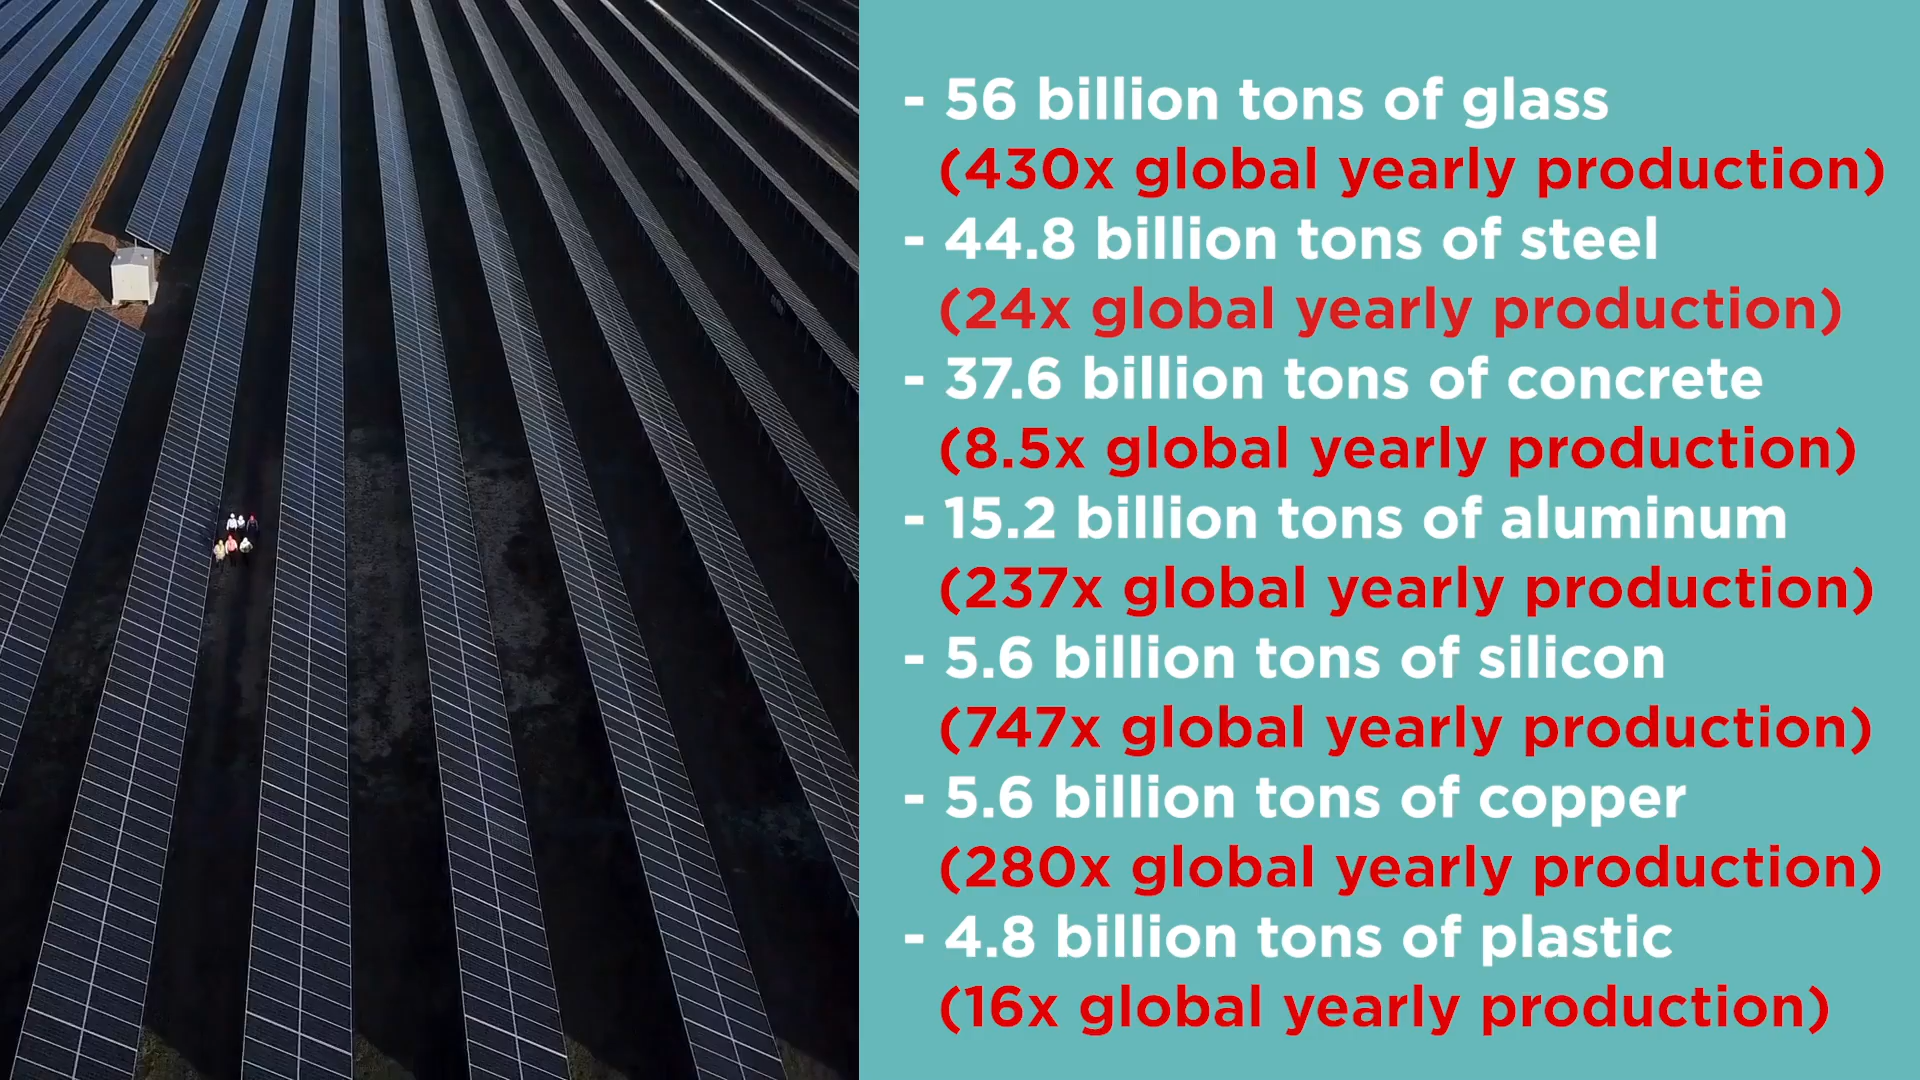 - 56 billion tons of glass
(430x global yearly production)
- 44.8 billion tons of steel
(24x global yearly production)
- 37.6 billion tons of concrete
(8.5x global yearly production)
- 15.2 billion tons of aluminum
(237x global yearly production)
- 5.6 billion tons of silicon
(747x global yearly production)
- 5.6 billion tons of copper
(280x global yearly production)
- 4.8 billion tons of plastic
(16x global yearly production)